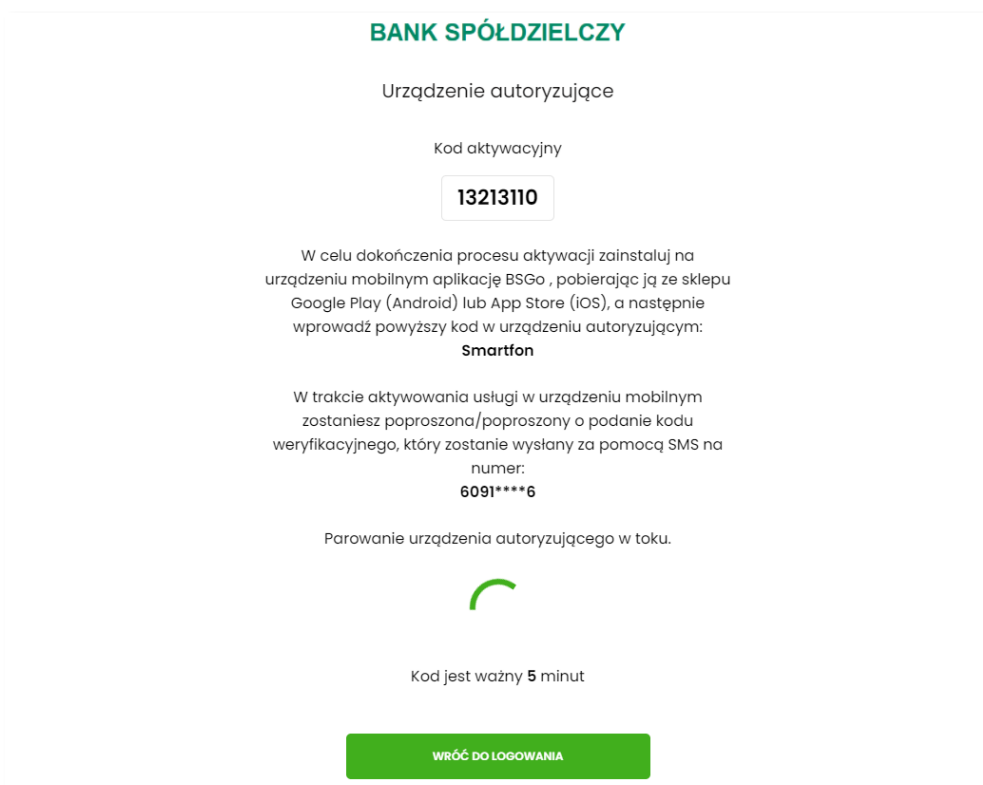 BANK SPÓŁDZIELCZY
Urządzenie autoryzujące
Kod aktywacyjny
13213110
W celu dokończenia procesu aktywacji zainstaluj na
urządzeniu mobilnym aplikację BSGo , pobierając ją ze sklepu
Google Play (Android) lub App Store (iOS), a następnie
wprowadź powyższy kod w urządzeniu autoryzującym:
Smartfon
W trakcie aktywowania usługi w urządzeniu mobilnym
zostaniesz poproszona/poproszony o podanie kodu
weryfikacyjnego, który zostanie wysłany za pomocą SMS na
numer:
6091****6
Parowanie urządzenia autoryzującego w toku.
Kod jest ważny 5 minut
WRÓĆ DO LOGOWANIA